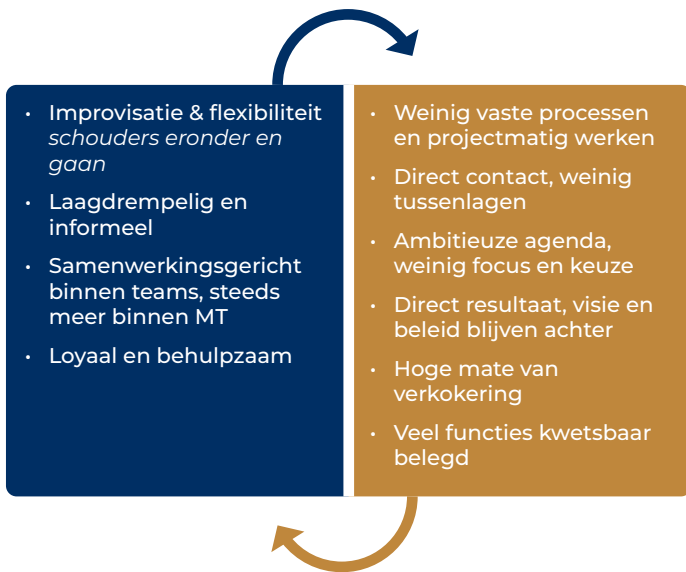 • Improvisatie & flexibiliteit
schouders eronder en
gaan
• Laagdrempelig en
informeel
• Samenwerkingsgericht
binnen teams, steeds
meer binnen MT
• Loyaal en behulpzaam
• Weinig vaste processen
en projectmatig werken
• Direct contact, weinig
tussenlagen
• Ambitieuze agenda,
weinig focus en keuze
• Direct resultaat, visie en
beleid blijven achter
• Hoge mate van
verkokering
• Veel functies kwetsbaar
belegd